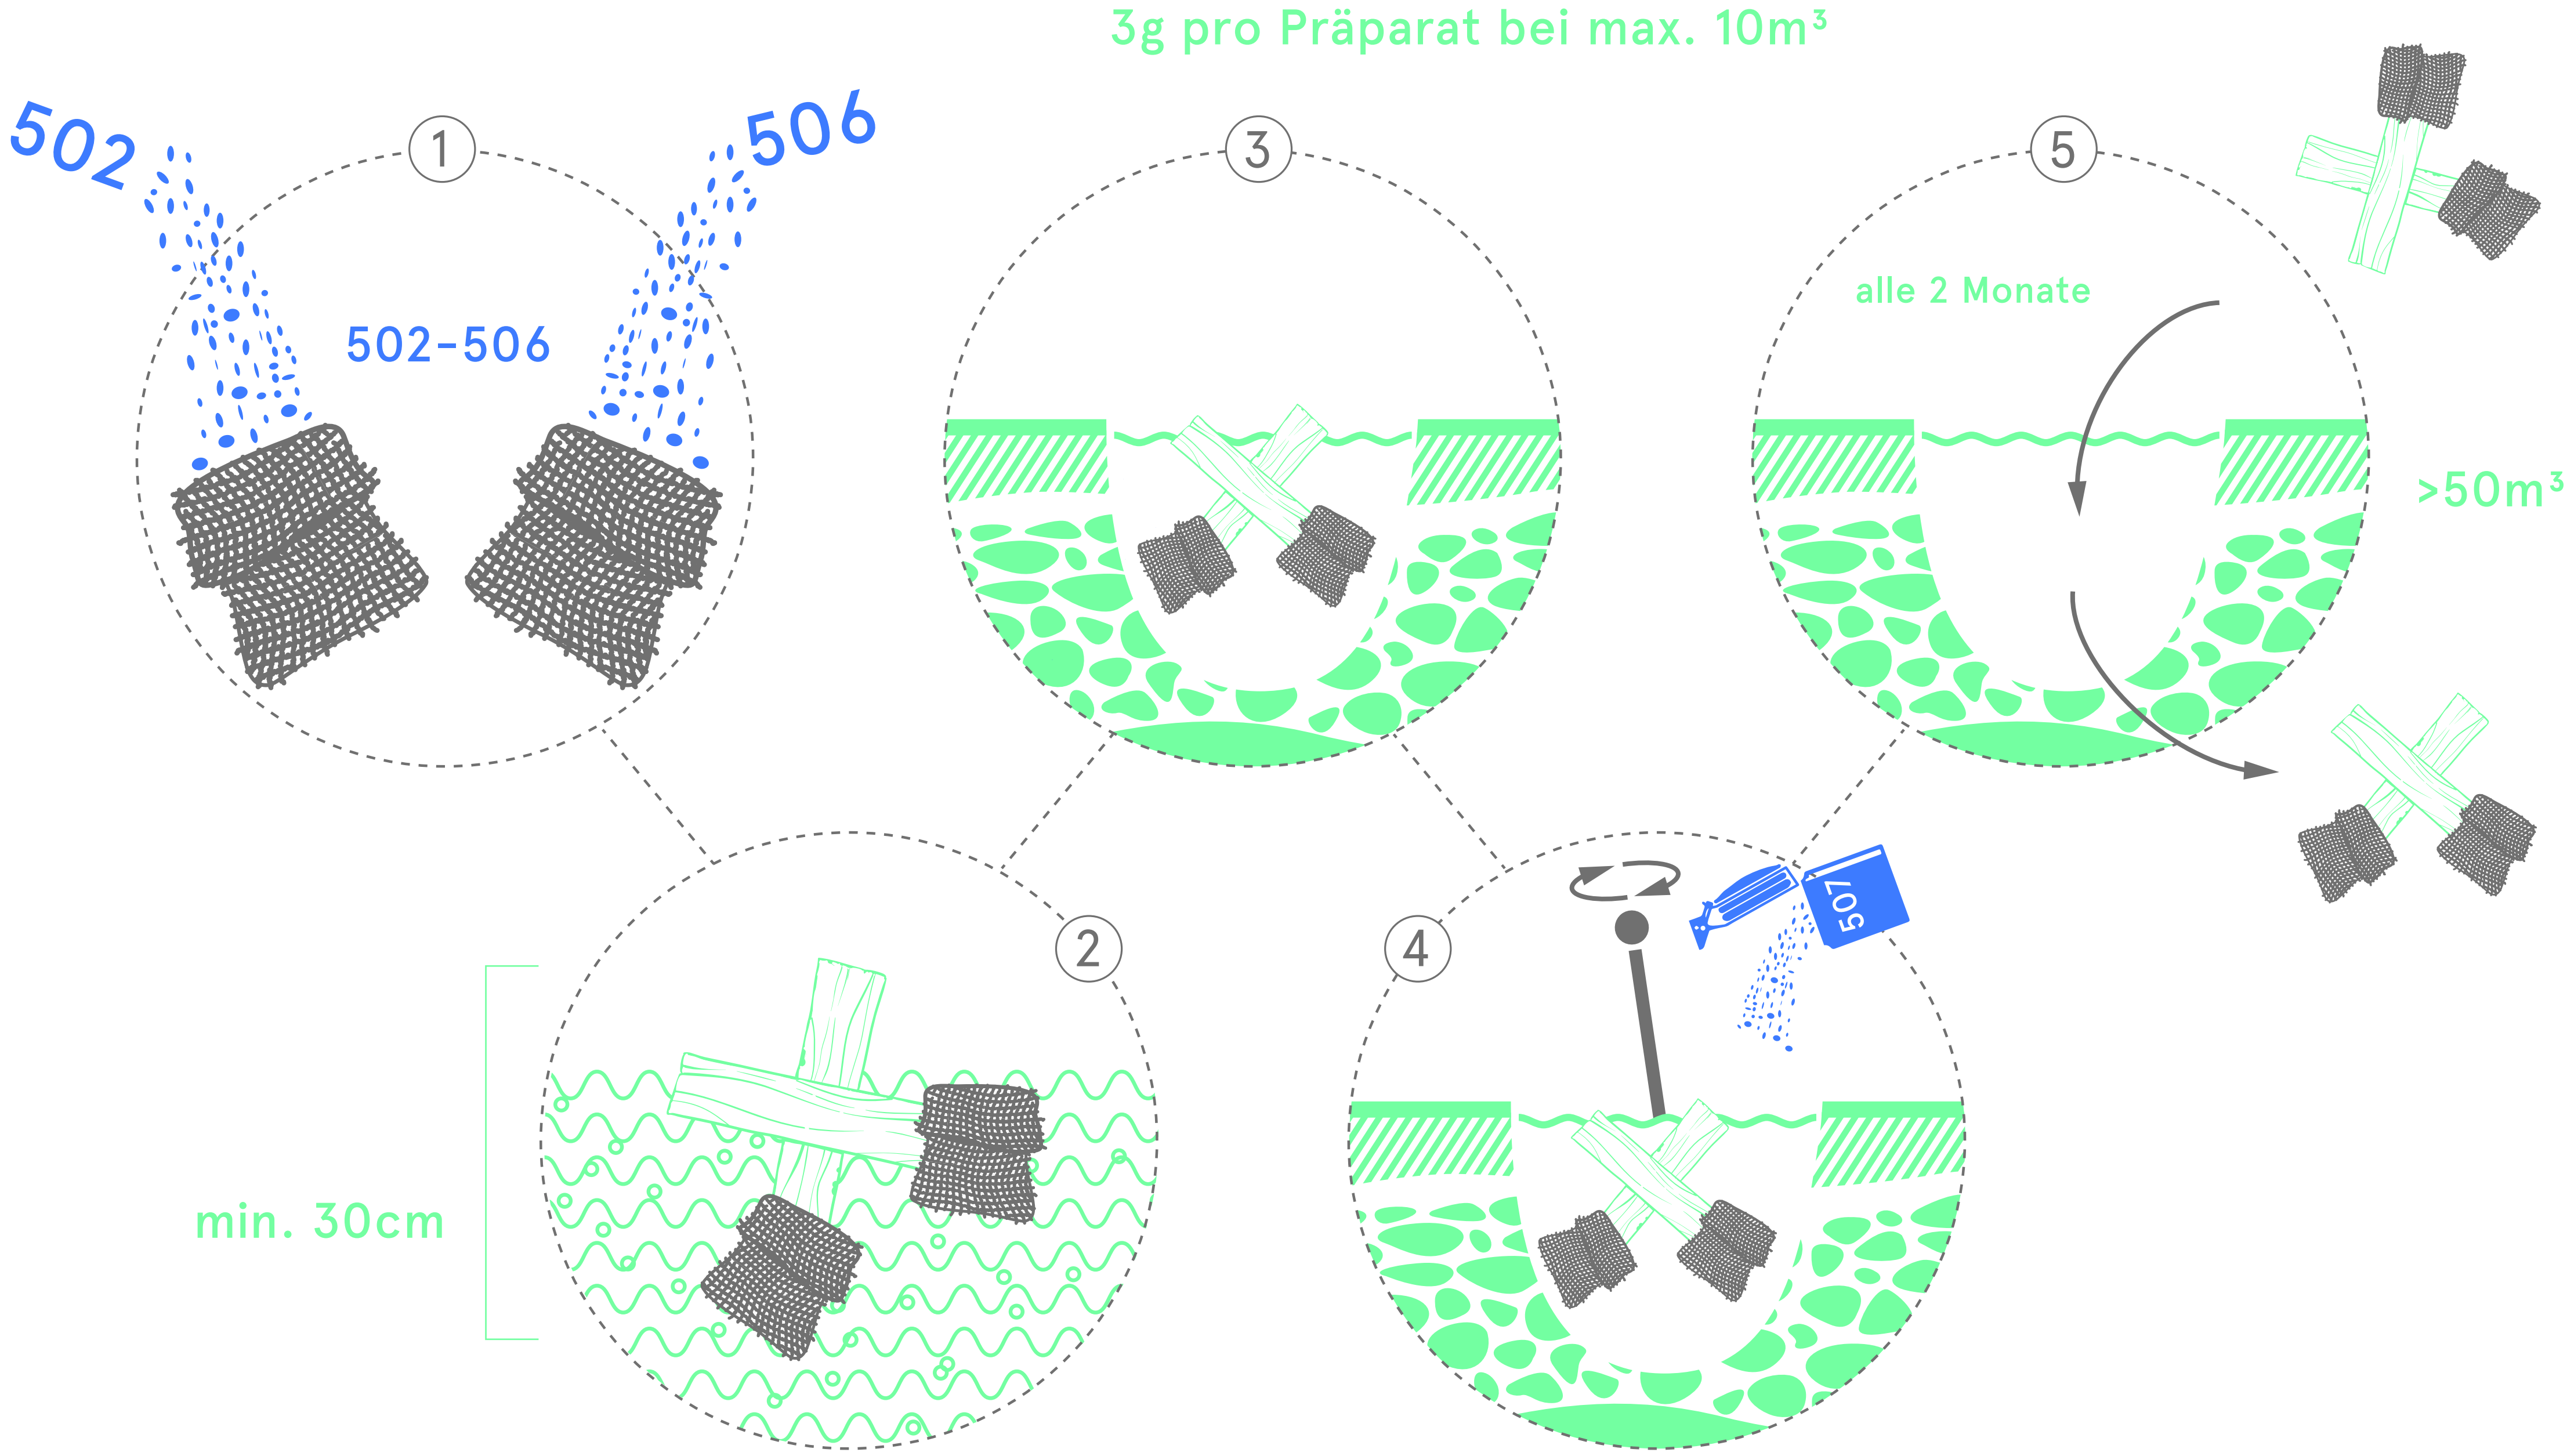 3g pro Präparat bei max. 10m³
502
1
506
502-506
3
5
alle 2 Monate
>50m³
2
min. 30cm
4
507